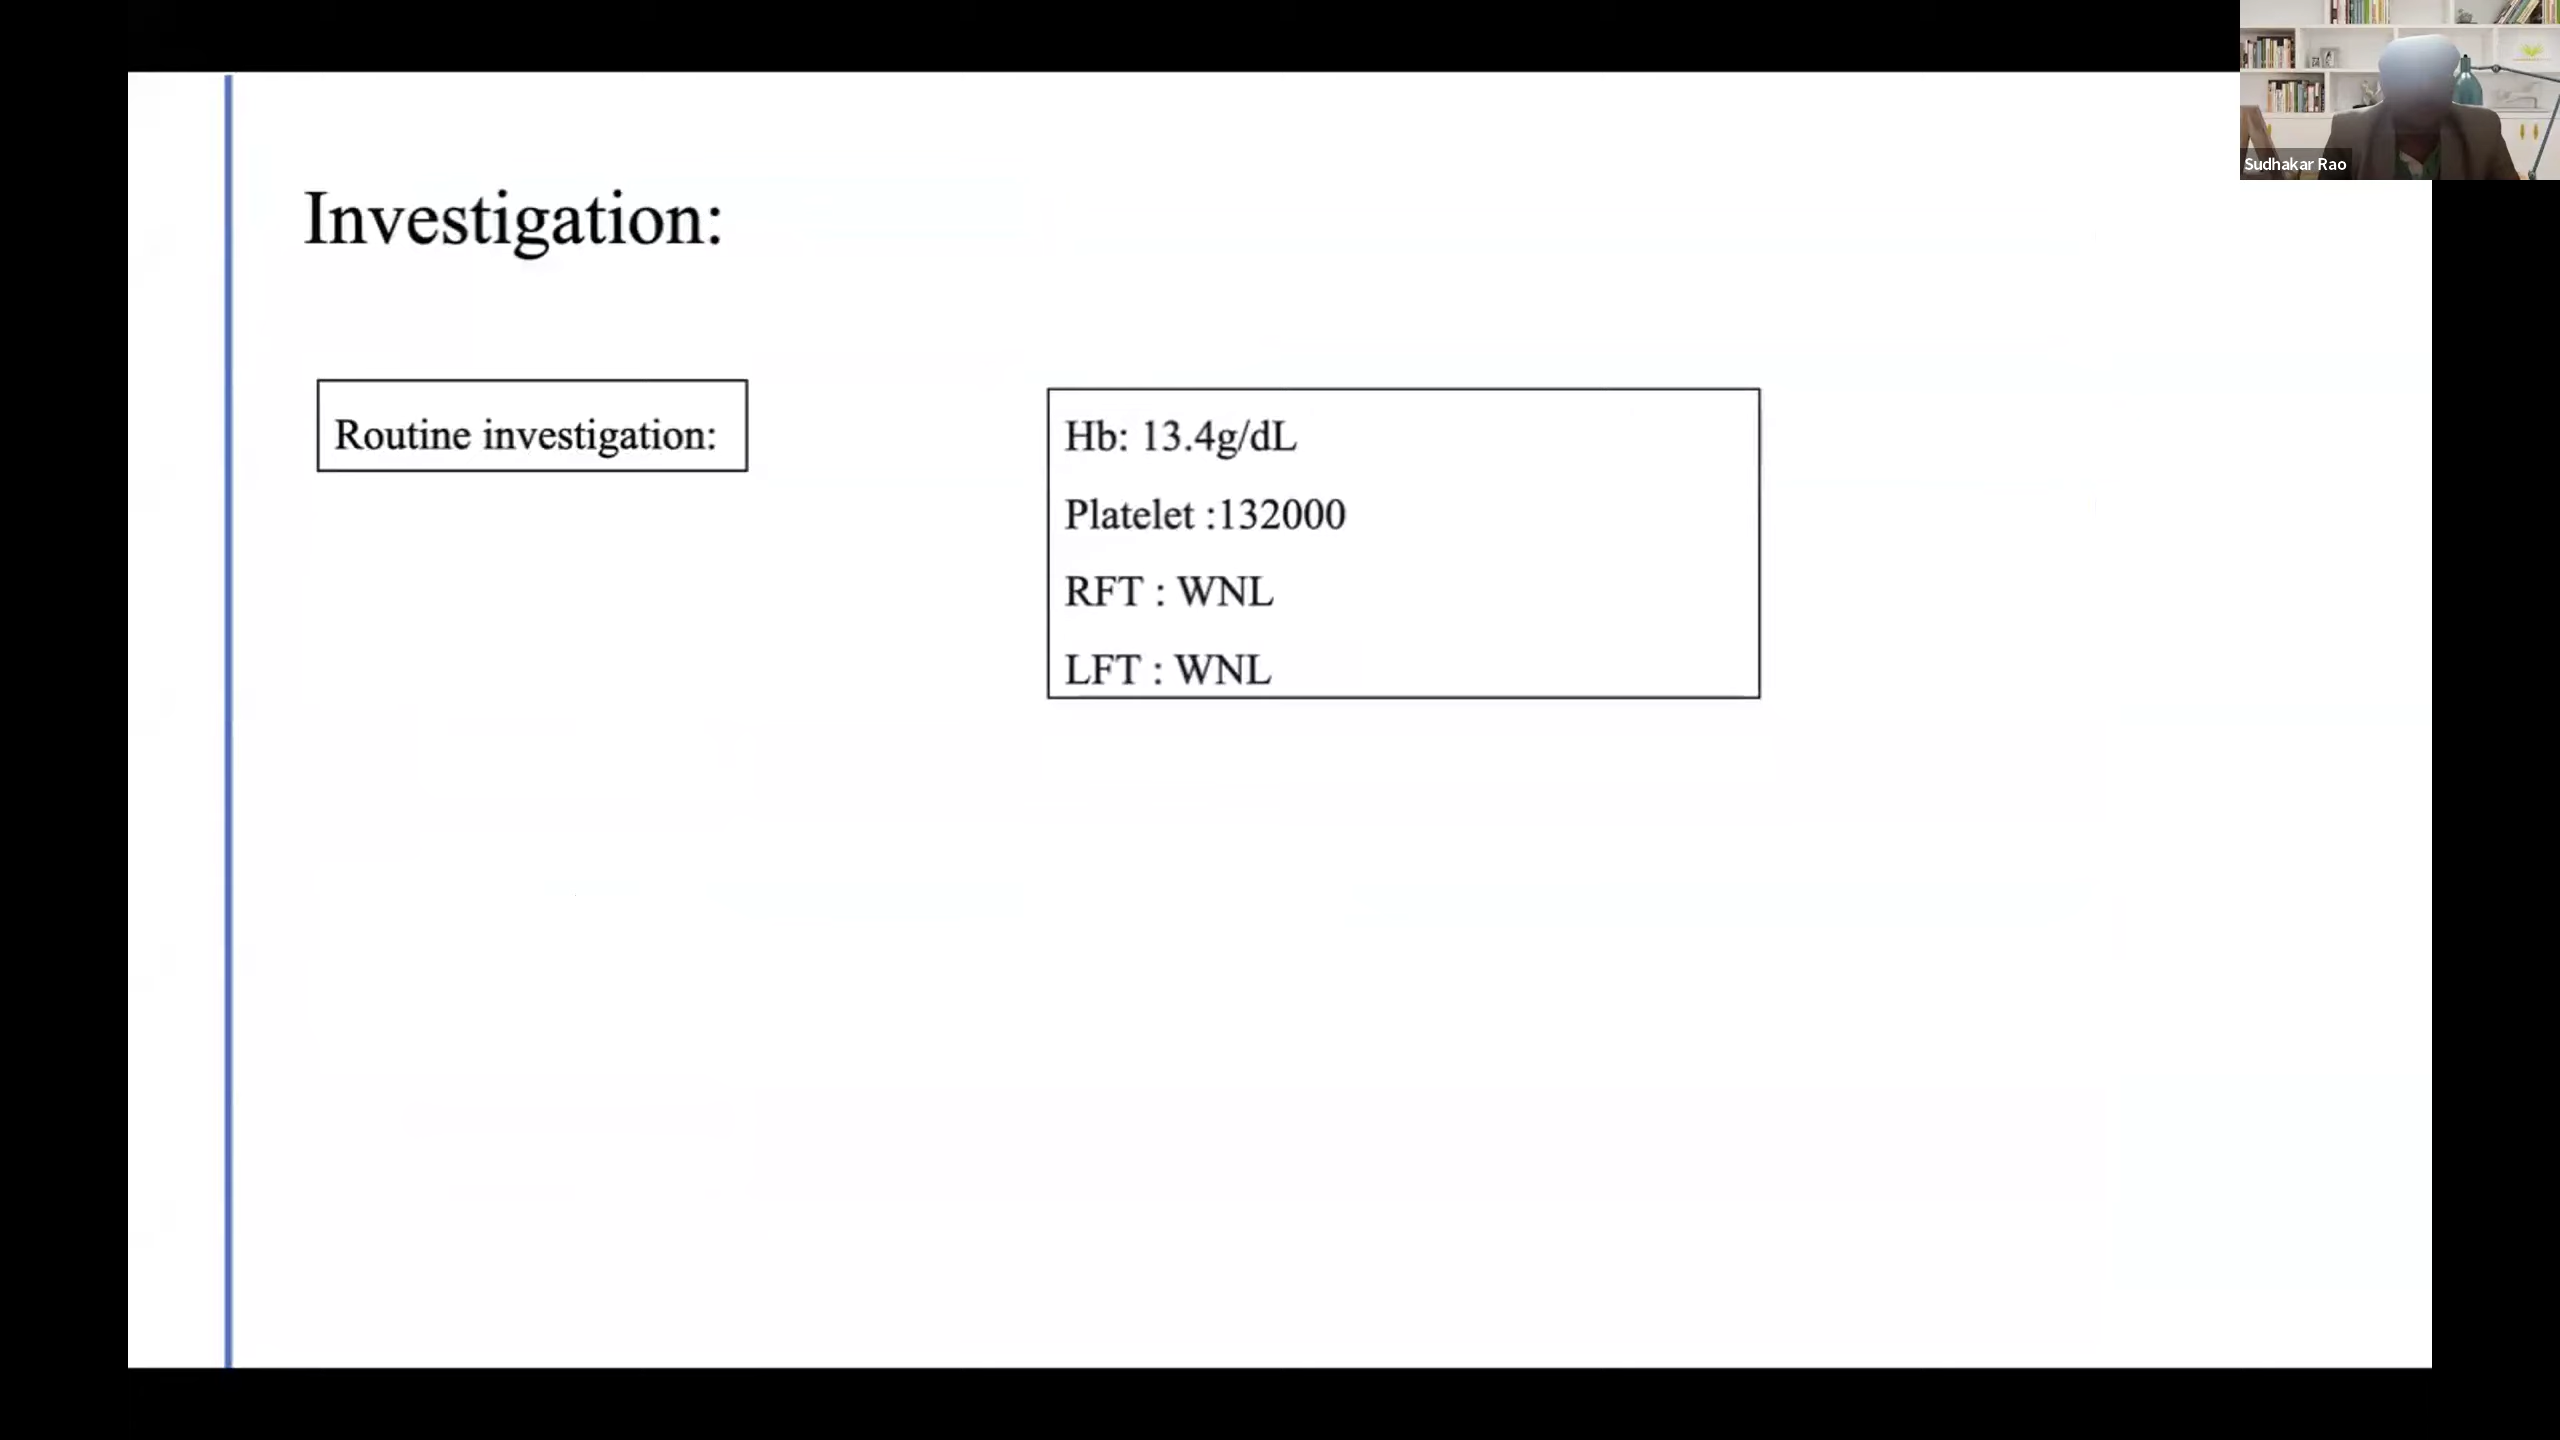 Sudhakar Rao
Investigation:
Routine investigation:
Hb: 13.4g/dL
Platelet :132000
RFT : WNL
LFT : WNL